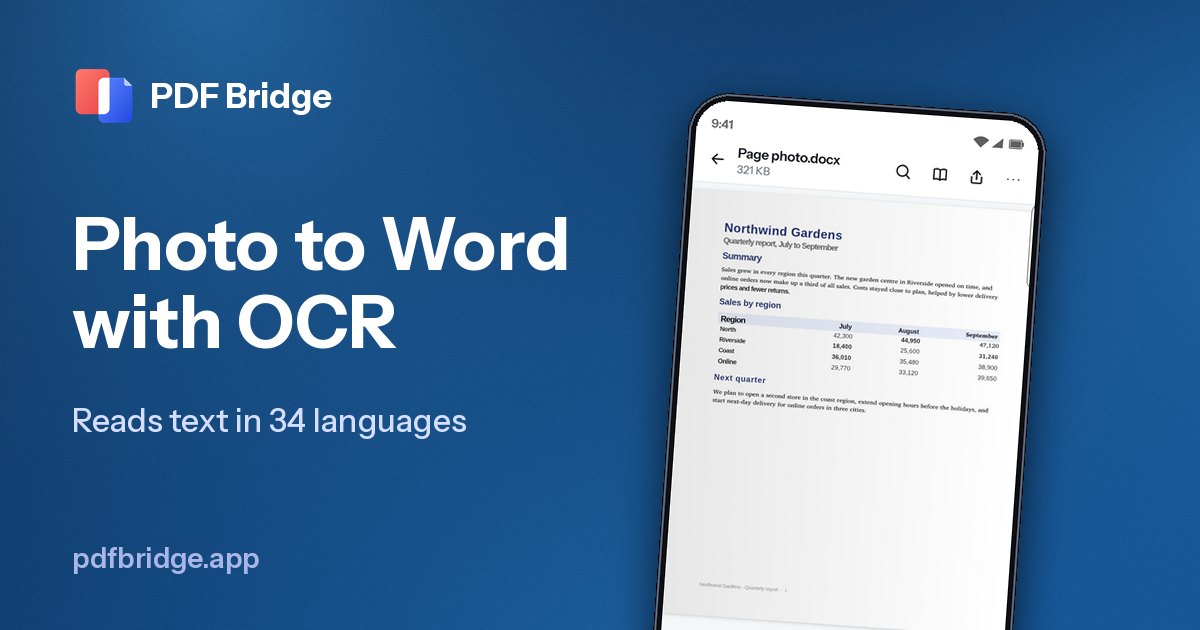 PDF Bridge
Photo to Word
with OCR
Reads text in 34 languages
pdfbridge.app
9:41
Page photo.docx
321 KB
Northwind Gardens
Quarterly report, July to September
Summary
Sales grew in every region this quarter. The new garden centre in Riverside opened on time, and
online orders now make up a third of all sales. Costs stayed close to plan, helped by lower delivery
prices and fewer returns.
Sales by region
Region July August September
North 42,300 44,950 47,120
Riverside 18,400 25,600 31,240
Coast 36,010 35,480 38,900
Online 29,770 33,120 39,650
Next quarter
We plan to open a second store in the coast region, extend opening hours before the holidays, and
start next-day delivery for online orders in three cities.
Northwind Gardens · Quarterly report · 1